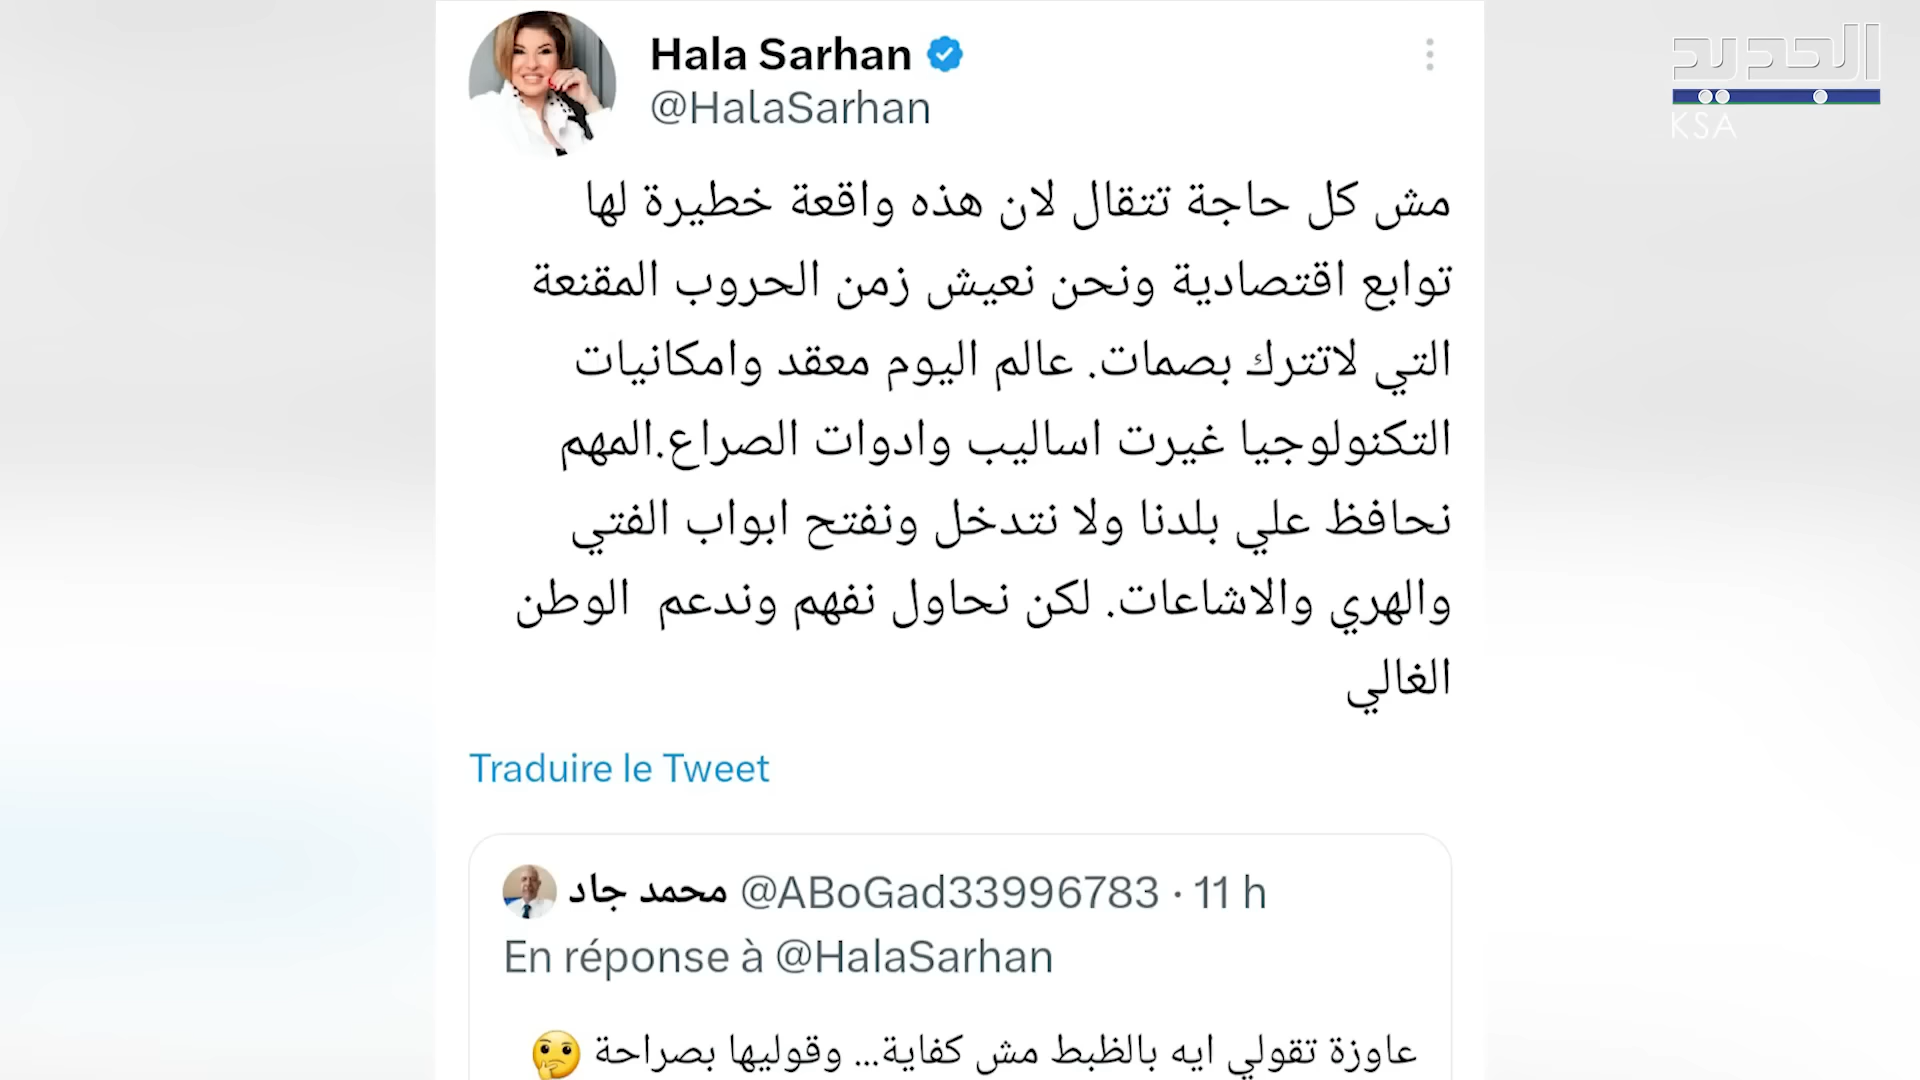 Hala Sarhan
@HalaSarhan
الجديد
KSA
مش كل حاجة تتقال لان هذه واقعة خطيرة لها
توابع اقتصادية ونحن نعيش زمن الحروب المقنعة
التي لاتترك بصمات. عالم اليوم معقد وامكانيات
التكنولوجيا غيرت اساليب وادوات الصراع.المهم
نحافظ علي بلدنا ولا نتدخل ونفتح ابواب الفتي
والهري والاشاعات. لكن نحاول نفهم وندعم الوطن
الغالي
Traduire le Tweet
محمد جاد @ABoGad33996783 · 11 h
En réponse à @HalaSarhan
عاوزة تقولي ايه بالظبط مش كفاية... وقوليها بصراحة 🤔